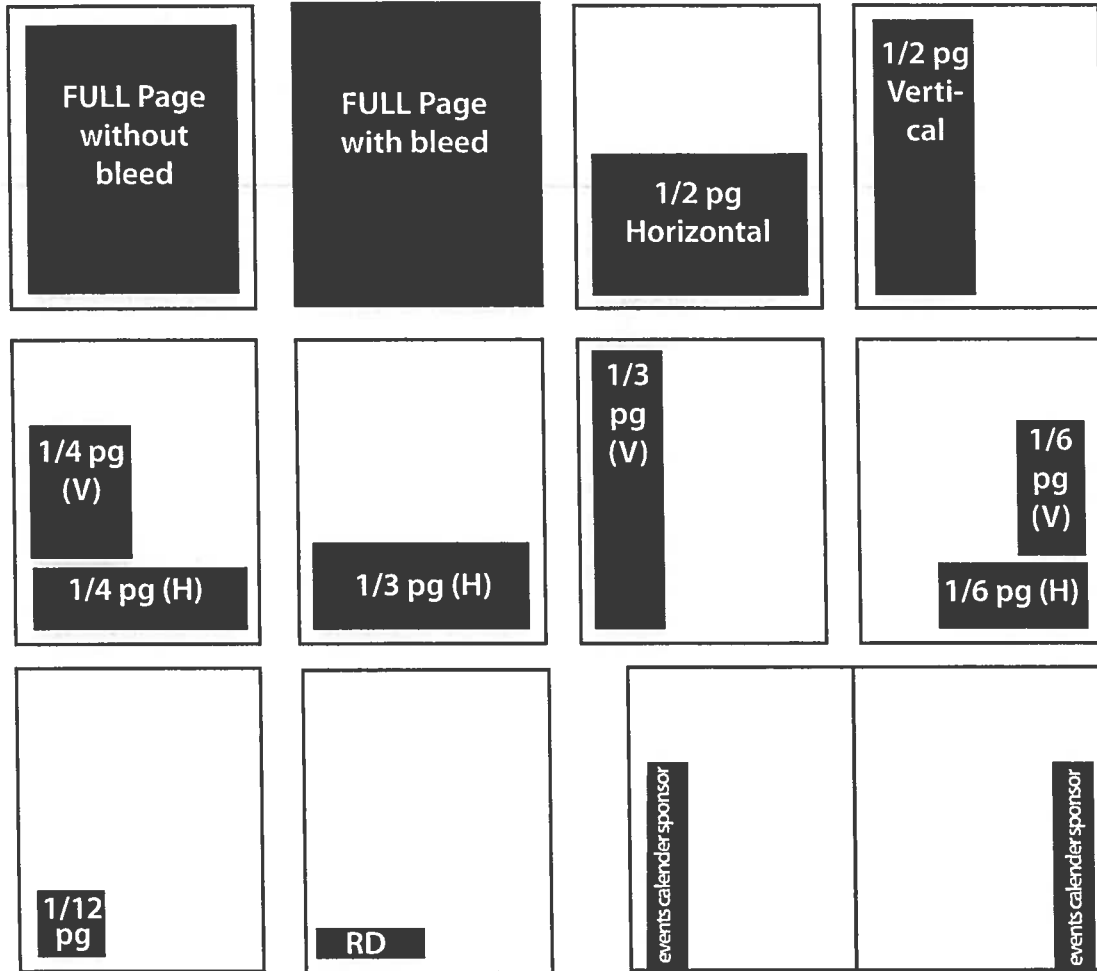 FULL Page
without
bleed
FULL Page
with bleed
1/2 pg
Horizontal
1/2 pg
Verti-
cal
1/4 pg
(V)
1/4 pg (H)
1/3 pg (H)
1/3
pg
(V)
1/6
pg
(V)
1/6 pg (H)
1/12
pg
RD
events calender sponsor
events calender sponsor